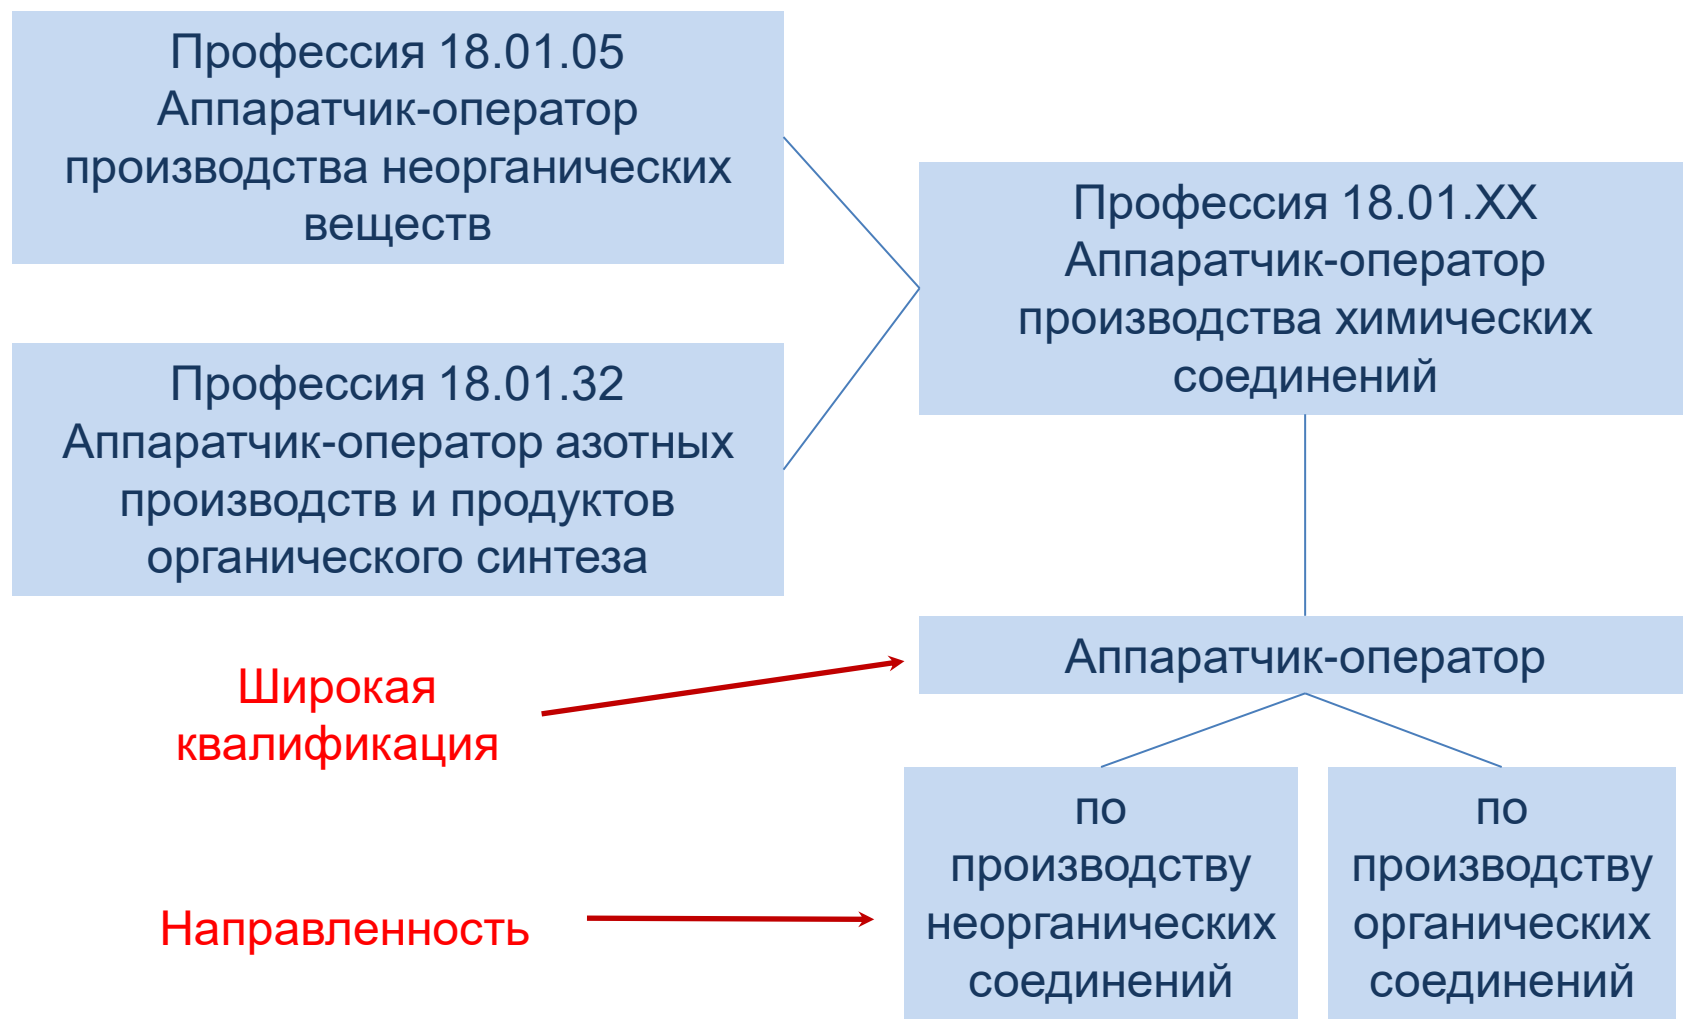 Профессия 18.01.05
Аппаратчик-оператор
производства неорганических
веществ
Профессия 18.01.32
Аппаратчик-оператор азотных
производств и продуктов
органического синтеза
Профессия 18.01.XX
Аппаратчик-оператор
производства химических
соединений
Широкая
квалификация
Аппаратчик-оператор
Направленность
по
производству
неорганических
соединений
по
производству
органических
соединений